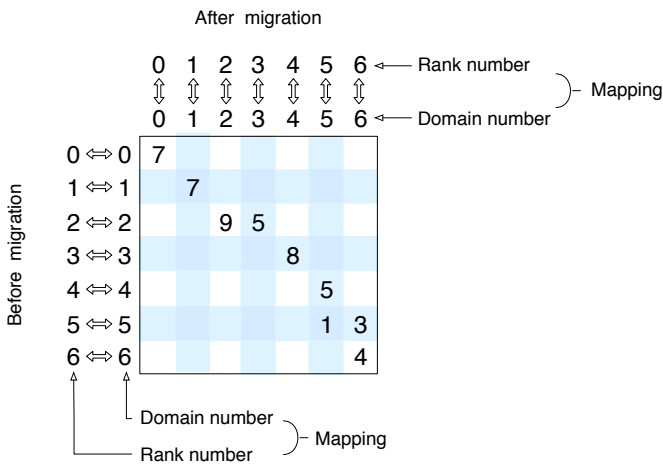 After migration
0 1 2 3 4 5 6 Rank number
Mapping
0 1 2 3 4 5 6 Domain number
Before migration
0 0 7
1 1 7
2 2 9 5
3 3 8
4 4 5
5 5 1 3
6 6 4
Domain number
Mapping
Rank number